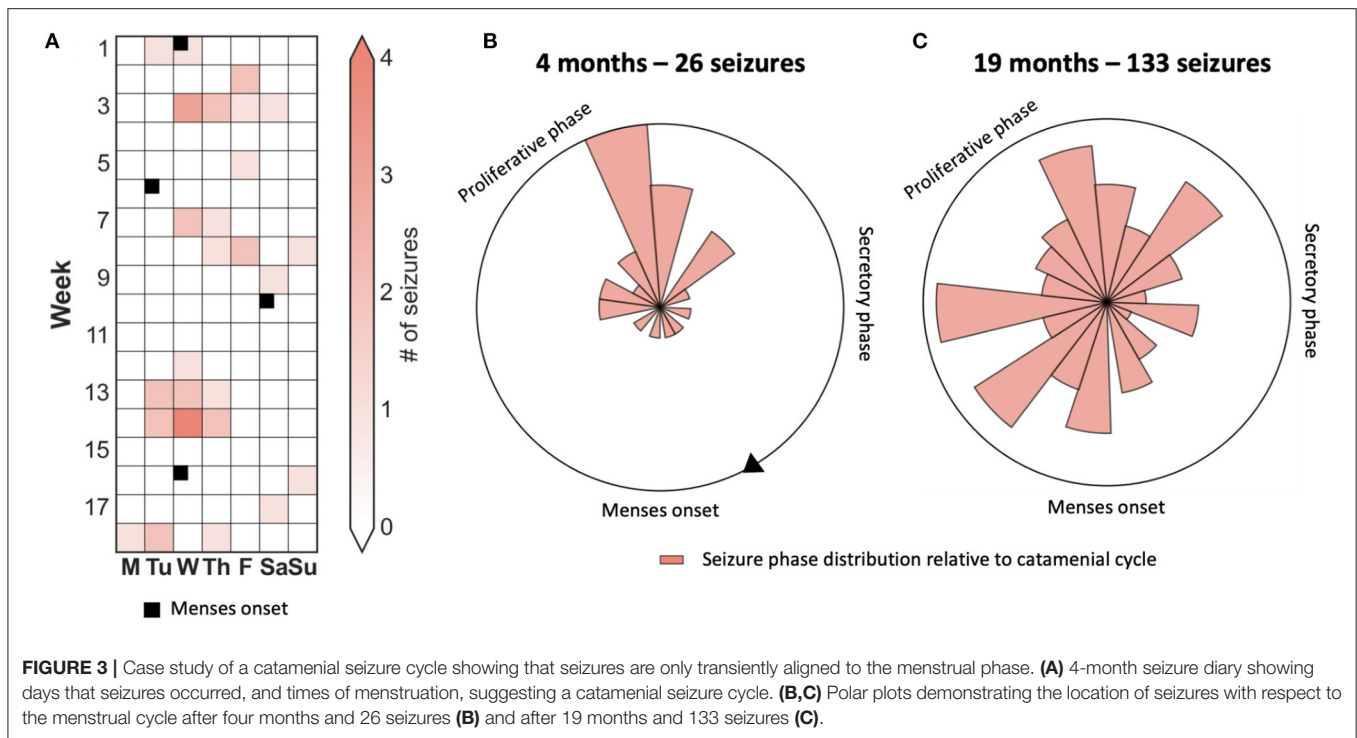 A
1
3
5
7
9
11
13
15
17
Week
M Tu W Th F Sa Su
Menses onset
4
3
2
1
0
# of seizures
B
4 months – 26 seizures
Proliferative phase
Secretory phase
Menses onset
C
19 months – 133 seizures
Proliferative phase
Secretory phase
Menses onset
Seizure phase distribution relative to catamenial cycle
FIGURE 3 | Case study of a catamenial seizure cycle showing that seizures are only transiently aligned to the menstrual phase. (A) 4-month seizure diary showing
days that seizures occurred, and times of menstruation, suggesting a catamenial seizure cycle. (B,C) Polar plots demonstrating the location of seizures with respect to
the menstrual cycle after four months and 26 seizures (B) and after 19 months and 133 seizures (C).